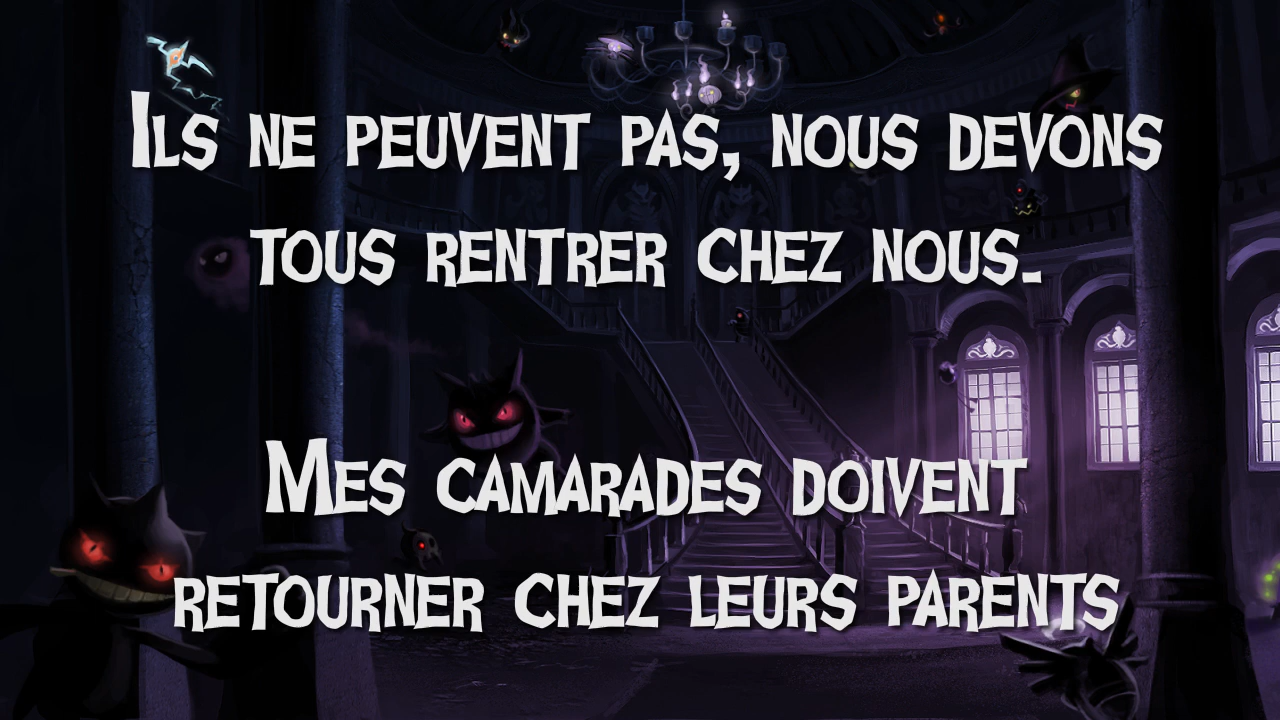 Ils ne peuvent pas, nous devons
tous rentrer chez nous.
Mes camarades doivent
retourner chez leurs parents